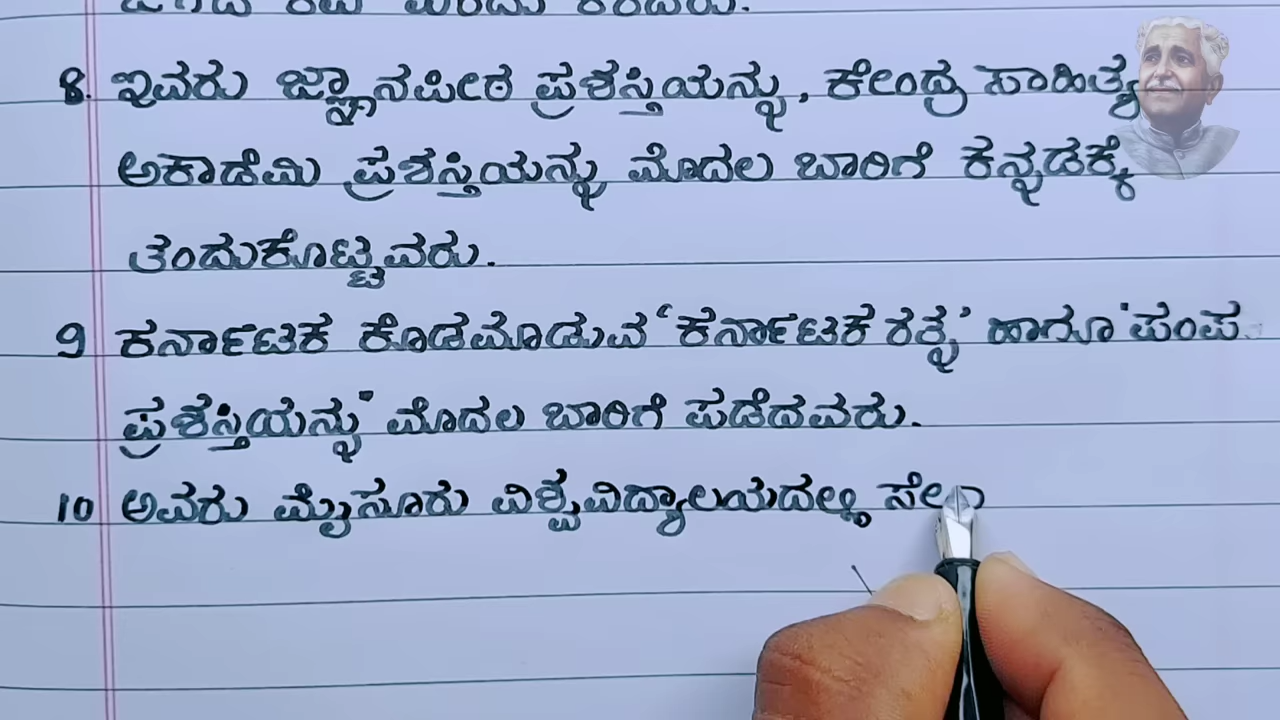 8. ಇವರು ಜ್ಞಾನಪೀಠ ಪ್ರಶಸ್ತಿಯನ್ನು, ಕೇಂದ್ರ ಸಾಹಿತ್ಯ
ಅಕಾಡೆಮಿ ಪ್ರಶಸ್ತಿಯನ್ನು ಮೊದಲ ಬಾರಿಗೆ ಕನ್ನಡಕ್ಕೆ
ತಂದುಕೊಟ್ಟವರು.
9 ಕರ್ನಾಟಕ ಕೊಡಮಾಡುವ 'ಕರ್ನಾಟಕ ರತ್ನ' ಹಾಗೂ "ಪಂಪ
ಪ್ರಶಸ್ತಿಯನ್ನು" ಮೊದಲ ಬಾರಿಗೆ ಪಡೆದವರು.
10 ಅವರು ಮೈಸೂರು ವಿಶ್ವವಿದ್ಯಾಲಯದಲ್ಲಿ